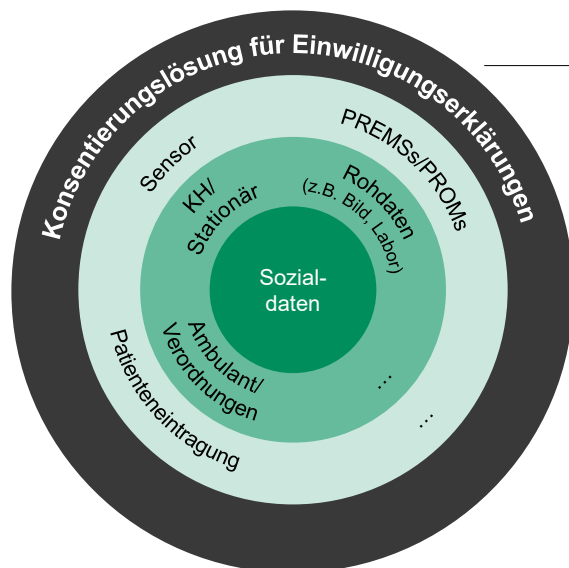 Konsentierungslösung für Einwilligungserklärungen
Sensor
PREMSs/PROMs
KH/
Stationär
Rohdaten
(z.B. Bild, Labor)
Sozial-
daten
Ambulant/
Verordnungen
...
Patienteneintragung
...